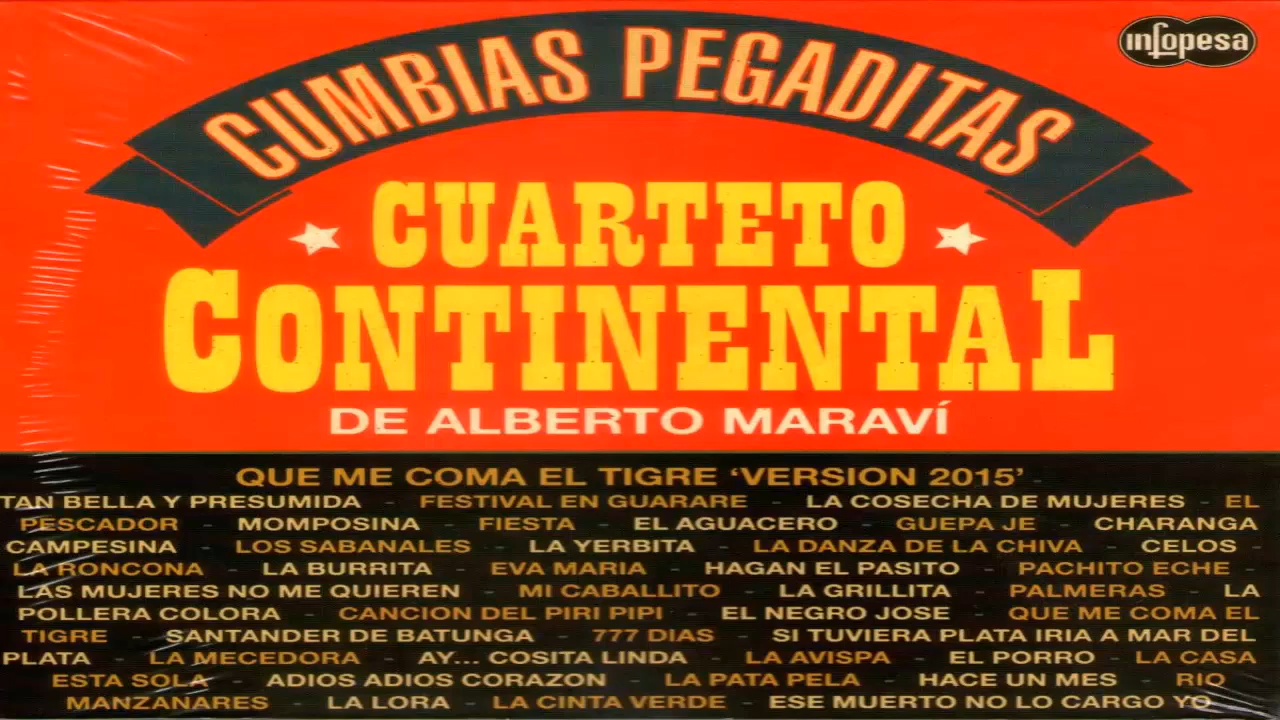 infopesa
CUMBIAS PEGADITAS
CUARTETO
CONTINENTAL
DE ALBERTO MARAVÍ
QUE ME COMA EL TIGRE ‘VERSION 2015’ -
TAN BELLA Y PRESUMIDA - FESTIVAL EN GUARARE - LA COSECHA DE MUJERES - EL
PESCADOR - MOMPOSINA - FIESTA - EL AGUACERO - GUEPA JE - CHARANGA
CAMPESINA - LOS SABANALES - LA YERBITA - LA DANZA DE LA CHIVA - CELOS -
LA RONCONA - LA BURRITA - EVA MARIA - HAGAN EL PASITO - PACHITO ECHE -
LAS MUJERES NO ME QUIEREN - MI CABALLITO - LA GRILLITA - PALMERAS - LA
POLLERA COLORA - CANCION DEL PIRI PIPI - EL NEGRO JOSE - QUE ME COMA EL
TIGRE - SANTANDER DE BATUNGA - 777 DIAS - SI TUVIERA PLATA IRIA A MAR DEL
PLATA - LA MECEDORA - AY... COSITA LINDA - LA AVISPA - EL PORRO - LA CASA
ESTA SOLA - ADIOS ADIOS CORAZON - LA PATA PELA - HACE UN MES - RIO
MANZANARES - LA LORA - LA CINTA VERDE - ESE MUERTO NO LO CARGO YO